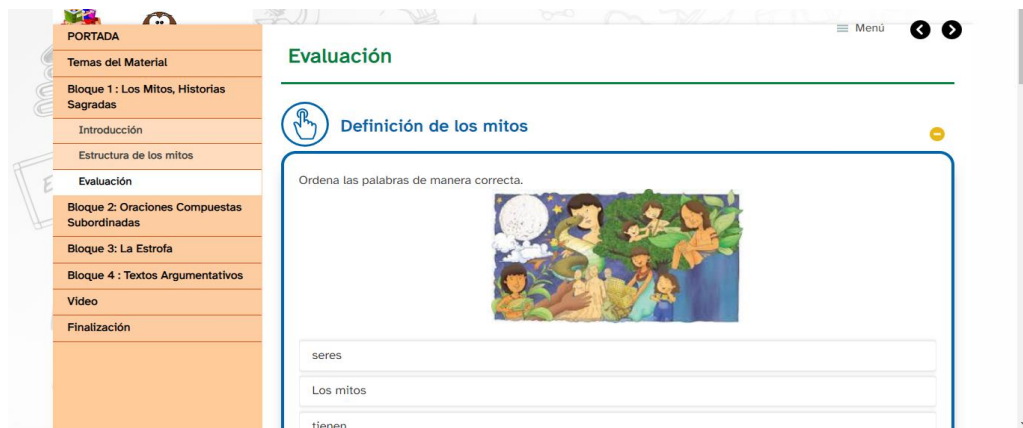 PORTADA
Temas del Material
Bloque 1 : Los Mitos, Historias
Sagradas
Introducción
Estructura de los mitos
Evaluación
Bloque 2: Oraciones Compuestas
Subordinadas
Bloque 3: La Estrofa
Bloque 4 : Textos Argumentativos
Video
Finalización
Menú
Evaluación
Definición de los mitos
Ordena las palabras de manera correcta.
seres
Los mitos
tienen